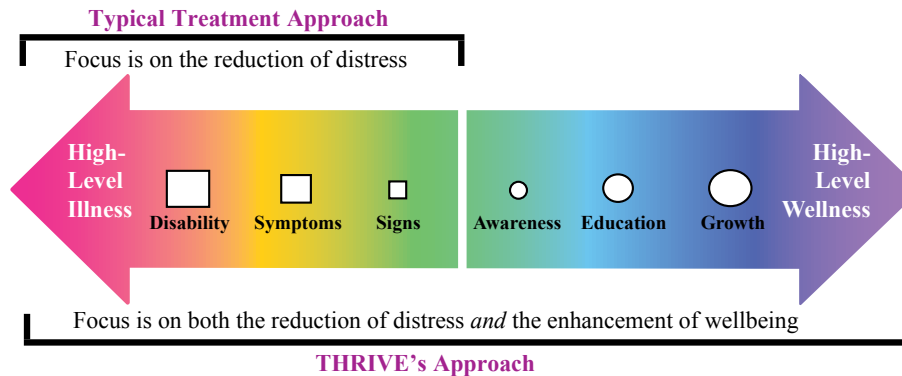 Typical Treatment Approach
Focus is on the reduction of distress
High-
Level
Illness
Disability
Symptoms
Signs
Awareness
Education
Growth
High-
Level
Wellness
Focus is on both the reduction of distress and the enhancement of wellbeing
THRIVE’s Approach